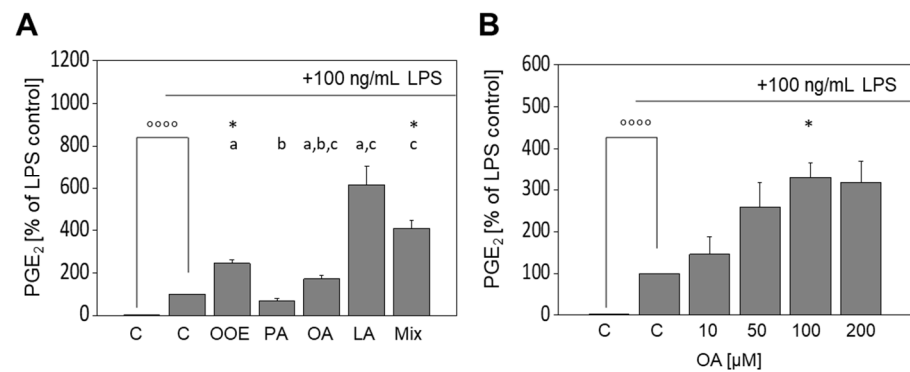 A
PGE2 [% of LPS control]
1200
1000
800
600
400
200
0
+100 ng/mL LPS
°°°°
* *
a b a,b,c a,c c
C C OOE PA OA LA Mix
B
PGE2 [% of LPS control]
600
500
400
300
200
100
0
+100 ng/mL LPS
°°°°
*
C C 10 50 100 200
OA [µM]